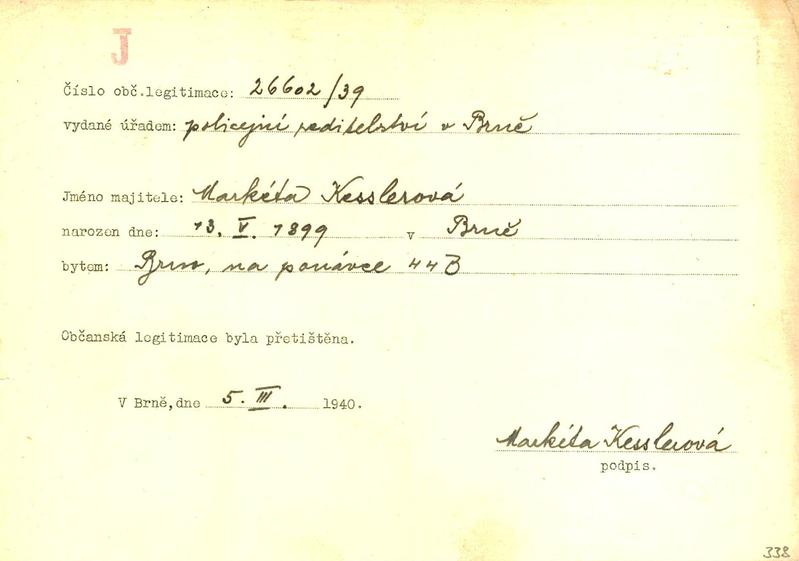 J
Číslo obč.legitimace: 26602/39
vydané úřadem: policejní ředitelství v Brně
Jméno majitele: Markéta Kesslerová
narozen dne: 13. V. 1899 v Brně
bytem: Brno, na ponávce 44B
Občanská legitimace byla přetištěna.
V Brně, dne 5. III. 1940.
Markéta Kesslerová
podpis.
338